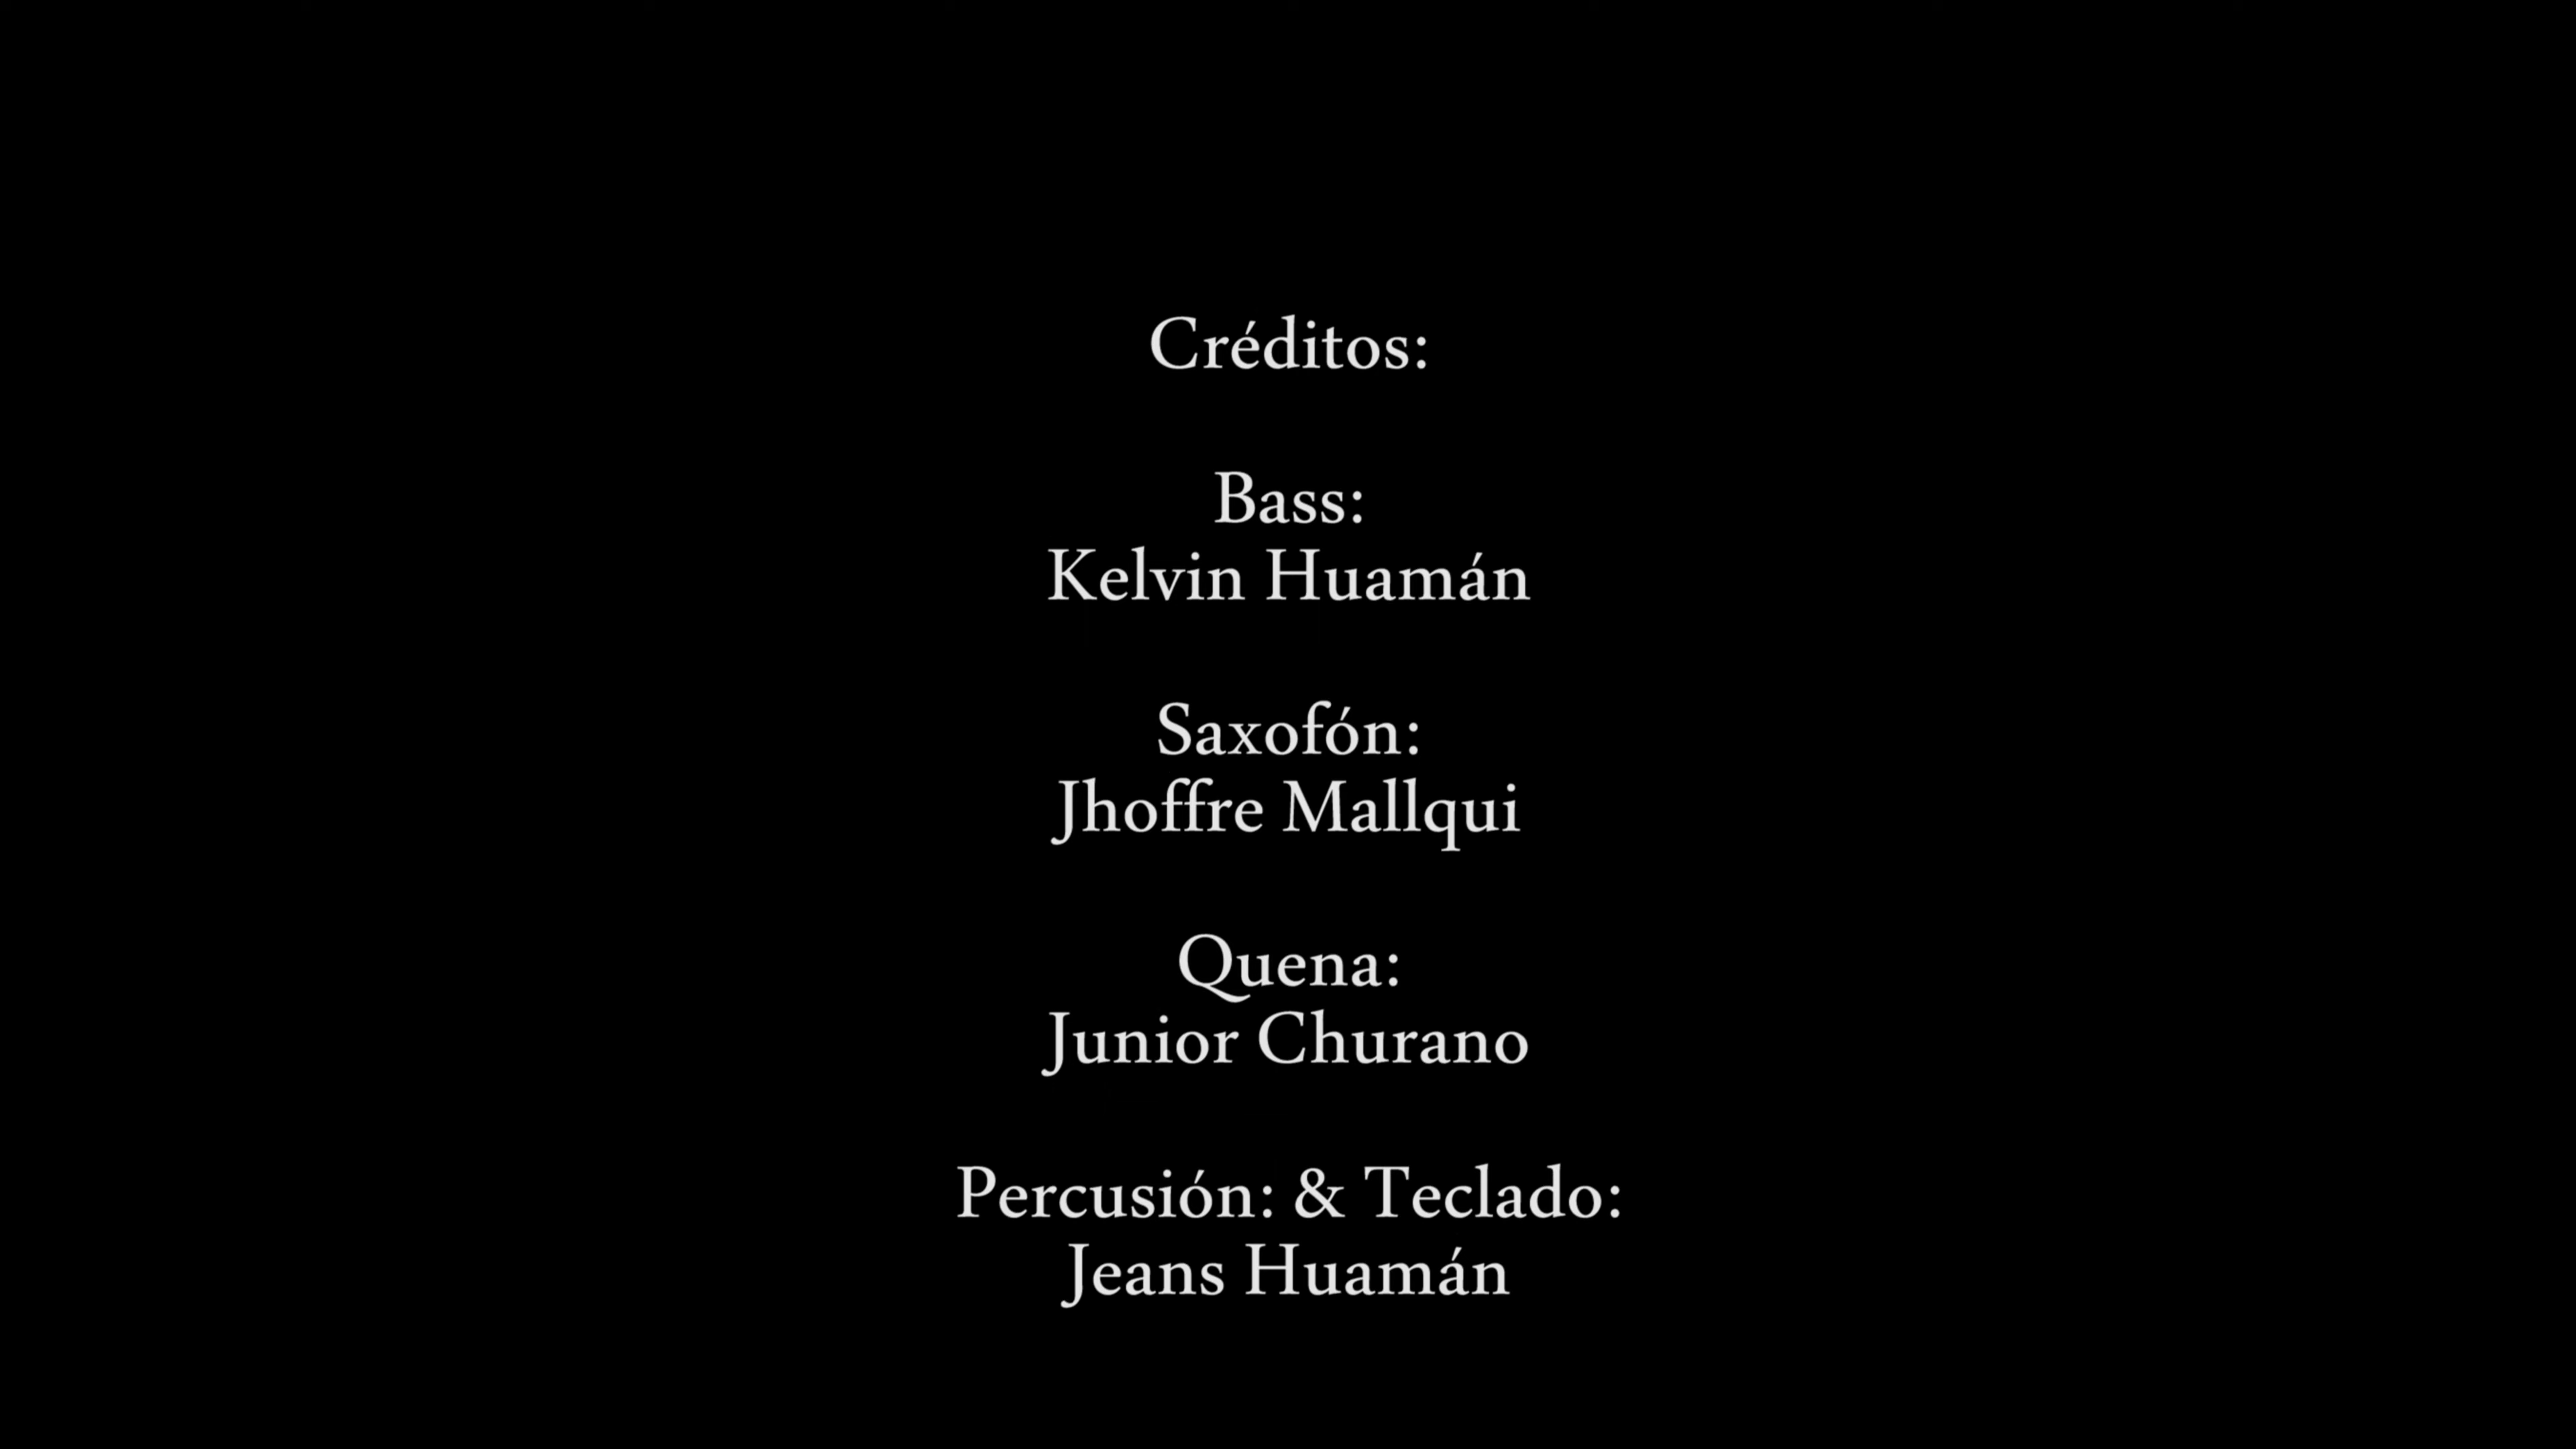 Créditos:
Bass:
Kelvin Huamán
Saxofón:
Jhoffre Mallqui
Quena:
Junior Churano
Percusión: & Teclado:
Jeans Huamán